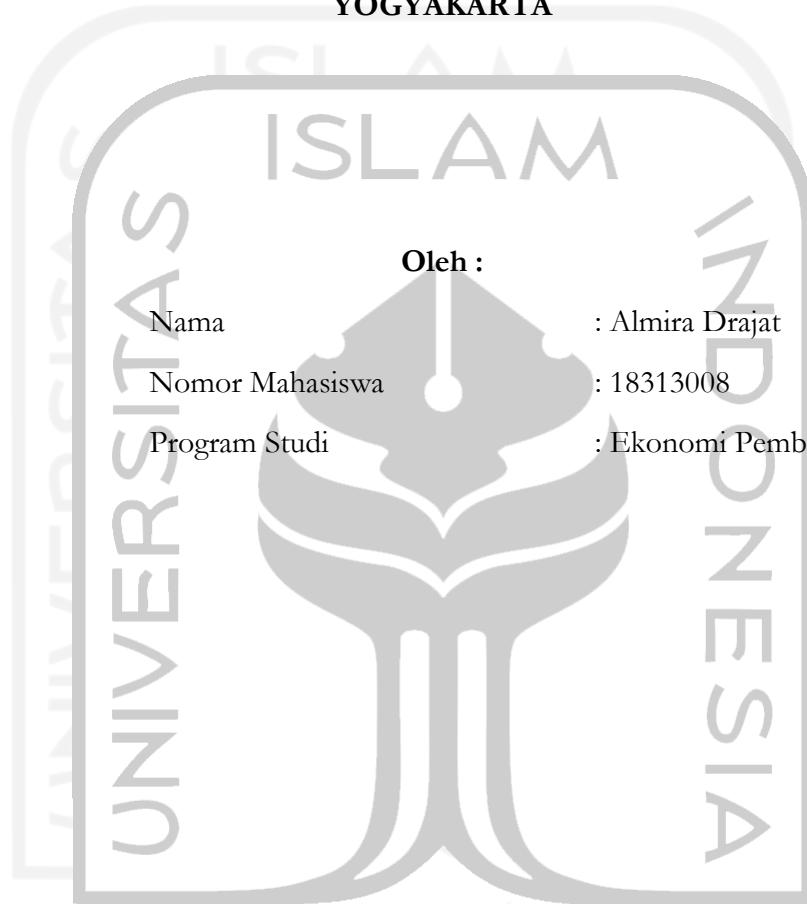 YOGYAKARTA
ISLAM
UNIVERSITAS
INDONESIA
Oleh :
Nama : Almira Drajat
Nomor Mahasiswa : 18313008
Program Studi : Ekonomi Pemb